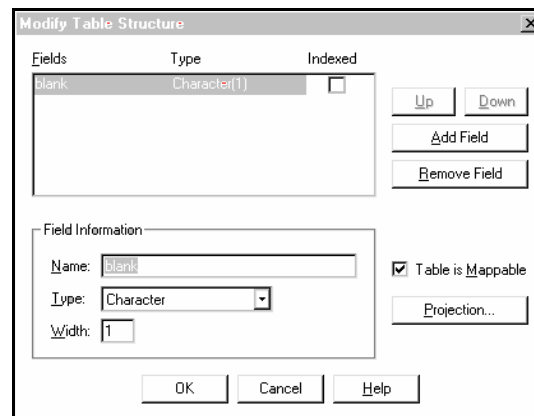 Modify Table Structure
Fields Type Indexed
blank Character(1)
Up Down
Add Field
Remove Field
Field Information
Name: blank
Table is Mappable
Type: Character
Projection...
Width: 1
OK Cancel Help